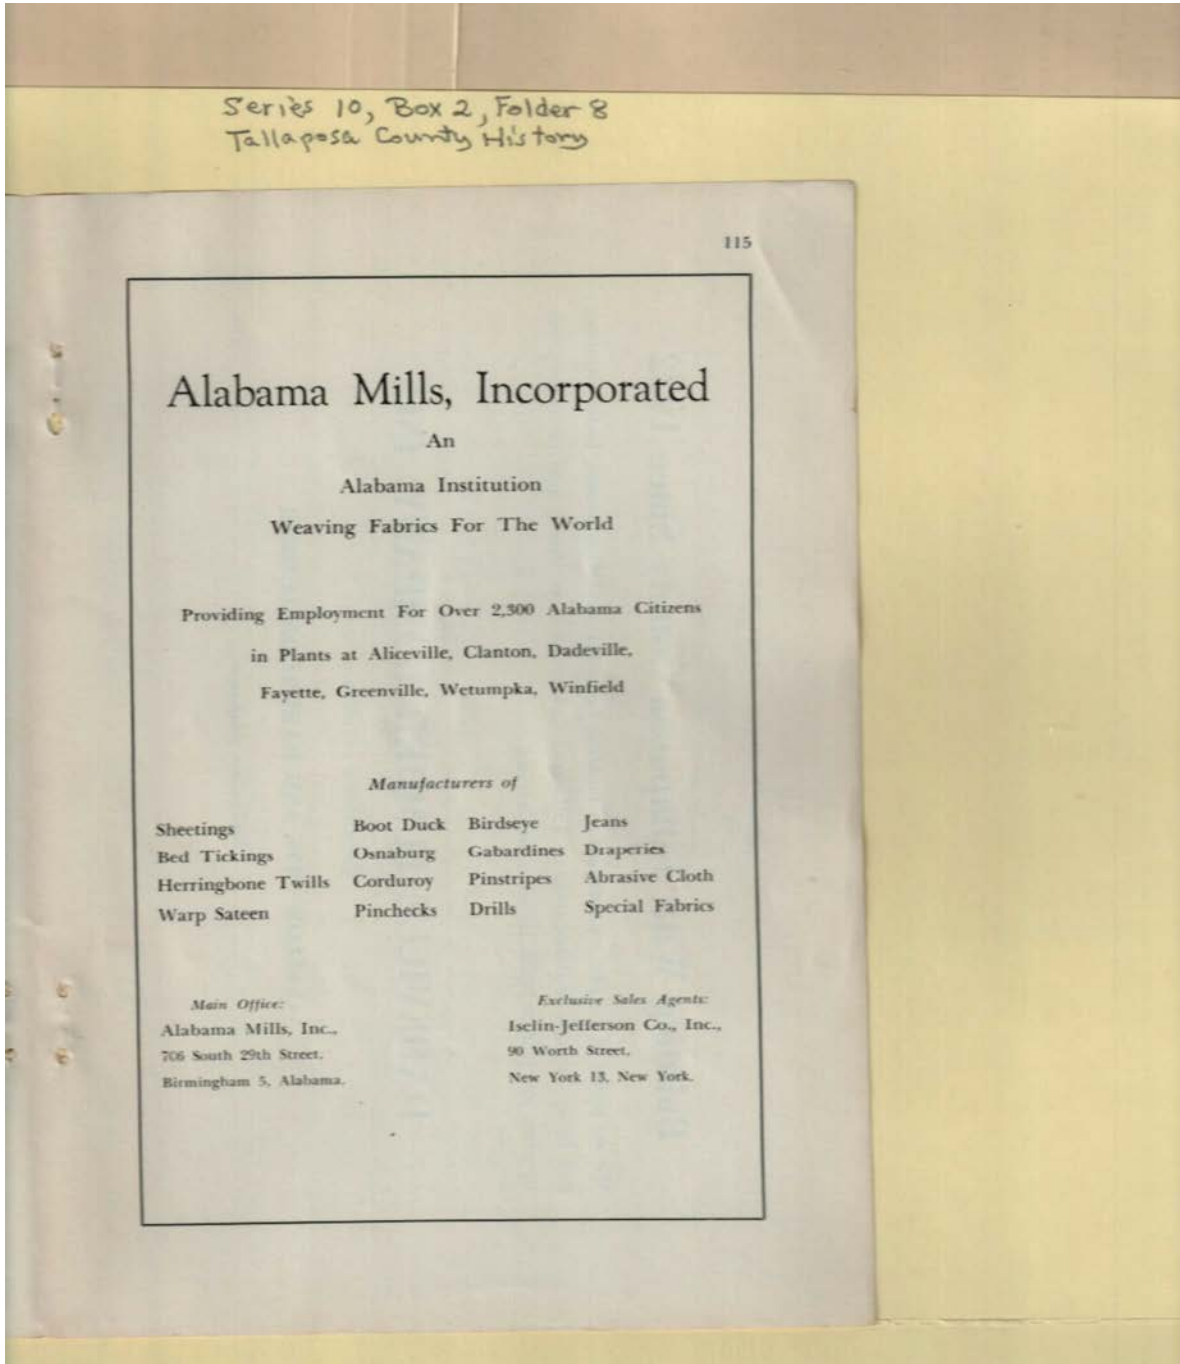 Series 10, Box 2, Folder 8
Tallaposa County History
115
Alabama Mills, Incorporated
An
Alabama Institution
Weaving Fabrics For The World
Providing Employment For Over 2,300 Alabama Citizens
in Plants at Aliceville, Clanton, Dadeville,
Fayette, Greenville, Wetumpka, Winfield
Manufacturers of
Sheetings Boot Duck Birdseye Jeans
Bed Tickings Osnaburg Gabardines Draperies
Herringbone Twills Corduroy Pinstripes Abrasive Cloth
Warp Sateen Pinchecks Drills Special Fabrics
Main Office:
Alabama Mills, Inc.,
706 South 29th Street,
Birmingham 5, Alabama.
Exclusive Sales Agents:
Iselin-Jefferson Co., Inc.,
90 Worth Street,
New York 13, New York.